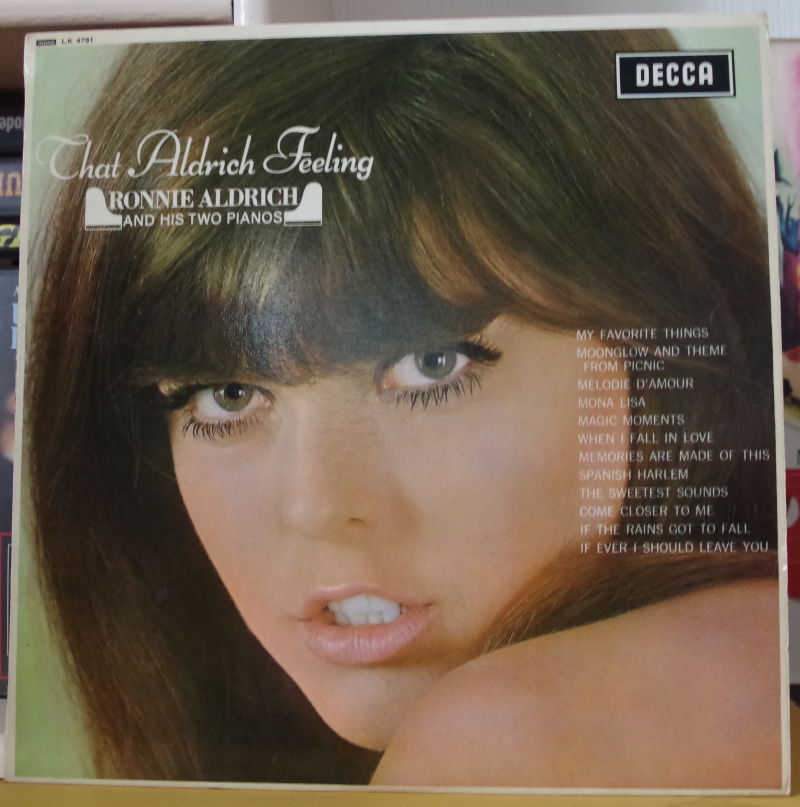 MONO LK 4791
DECCA
That Aldrich Feeling
RONNIE ALDRICH
AND HIS TWO PIANOS
MY FAVORITE THINGS
MOONGLOW AND THEME
FROM PICNIC
MELODIE D'AMOUR
MONA LISA
MAGIC MOMENTS
WHEN I FALL IN LOVE
MEMORIES ARE MADE OF THIS
SPANISH HARLEM
THE SWEETEST SOUNDS
COME CLOSER TO ME
IF THE RAINS GOT TO FALL
IF EVER I SHOULD LEAVE YOU